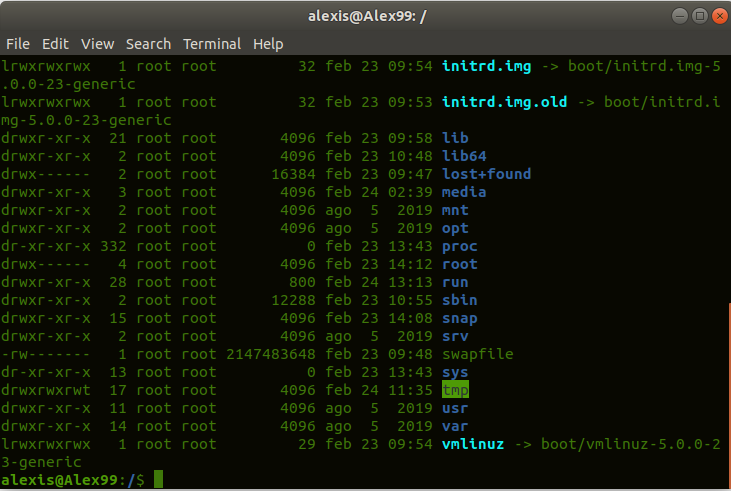 alexis@Alex99: /
File Edit View Search Terminal Help
lrwxrwxrwx   1 root root         32 feb 23 09:54 initrd.img -> boot/initrd.img-5
.0.0-23-generic
lrwxrwxrwx   1 root root         32 feb 23 09:53 initrd.img.old -> boot/initrd.i
mg-5.0.0-23-generic
drwxr-xr-x  21 root root       4096 feb 23 09:58 lib
drwxr-xr-x   2 root root       4096 feb 23 10:48 lib64
drwx------   2 root root      16384 feb 23 09:47 lost+found
drwxr-xr-x   3 root root       4096 feb 24 02:39 media
drwxr-xr-x   2 root root       4096 ago  5  2019 mnt
drwxr-xr-x   2 root root       4096 ago  5  2019 opt
dr-xr-xr-x 332 root root          0 feb 23 13:43 proc
drwx------   4 root root       4096 feb 23 14:12 root
drwxr-xr-x  28 root root        800 feb 24 13:13 run
drwxr-xr-x   2 root root      12288 feb 23 10:55 sbin
drwxr-xr-x  15 root root       4096 feb 23 14:08 snap
drwxr-xr-x   2 root root       4096 ago  5  2019 srv
-rw-------   1 root root 2147483648 feb 23 09:48 swapfile
dr-xr-xr-x  13 root root          0 feb 23 13:43 sys
drwxrwxrwt  17 root root       4096 feb 24 11:35 tmp
drwxr-xr-x  11 root root       4096 ago  5  2019 usr
drwxr-xr-x  14 root root       4096 ago  5  2019 var
lrwxrwxrwx   1 root root         29 feb 23 09:54 vmlinuz -> boot/vmlinuz-5.0.0-2
3-generic
alexis@Alex99:/$